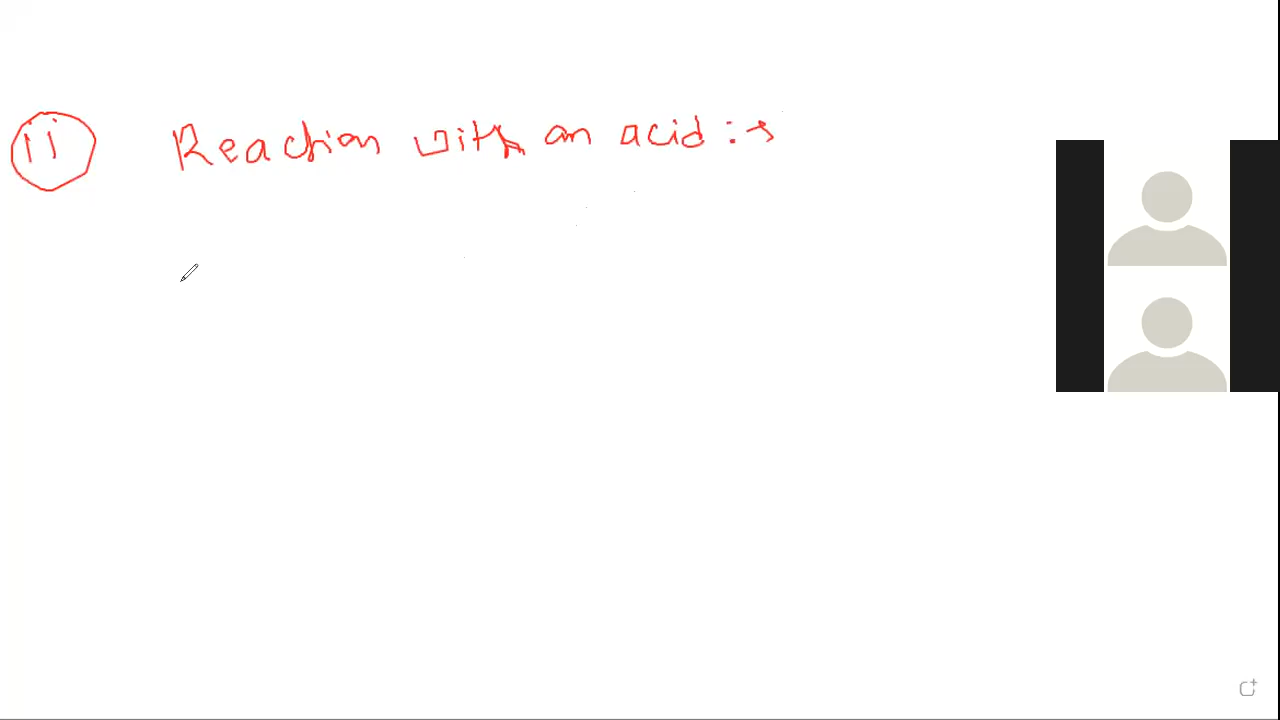 ii Reaction with an acid :→